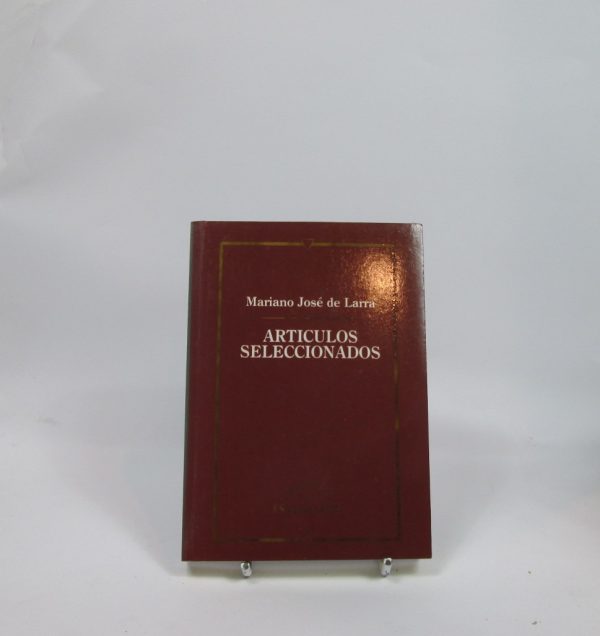 Mariano José de Larra
ARTICULOS
SELECCIONADOS